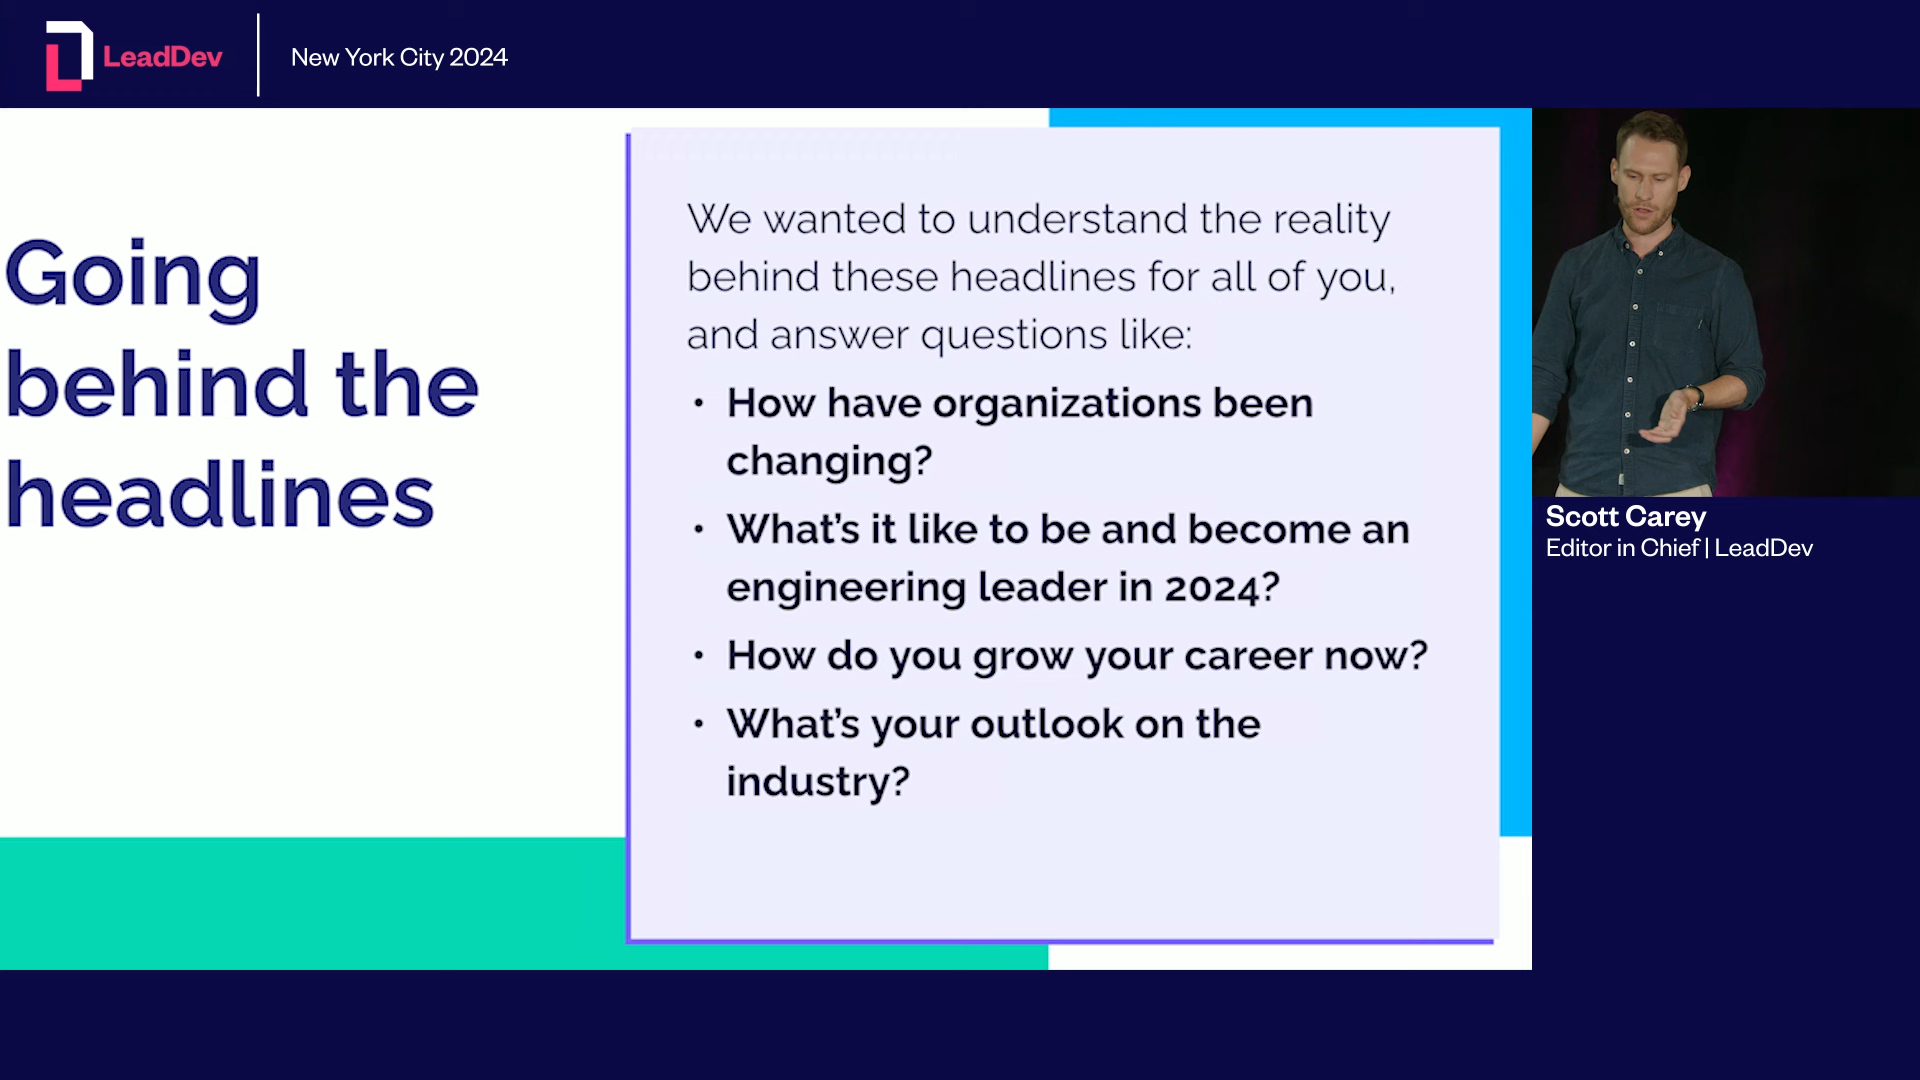 LeadDev
New York City 2024
Going
behind the
headlines
We wanted to understand the reality
behind these headlines for all of you,
and answer questions like:
• How have organizations been
changing?
• What's it like to be and become an
engineering leader in 2024?
• How do you grow your career now?
• What's your outlook on the
industry?
Scott Carey
Editor in Chief | LeadDev